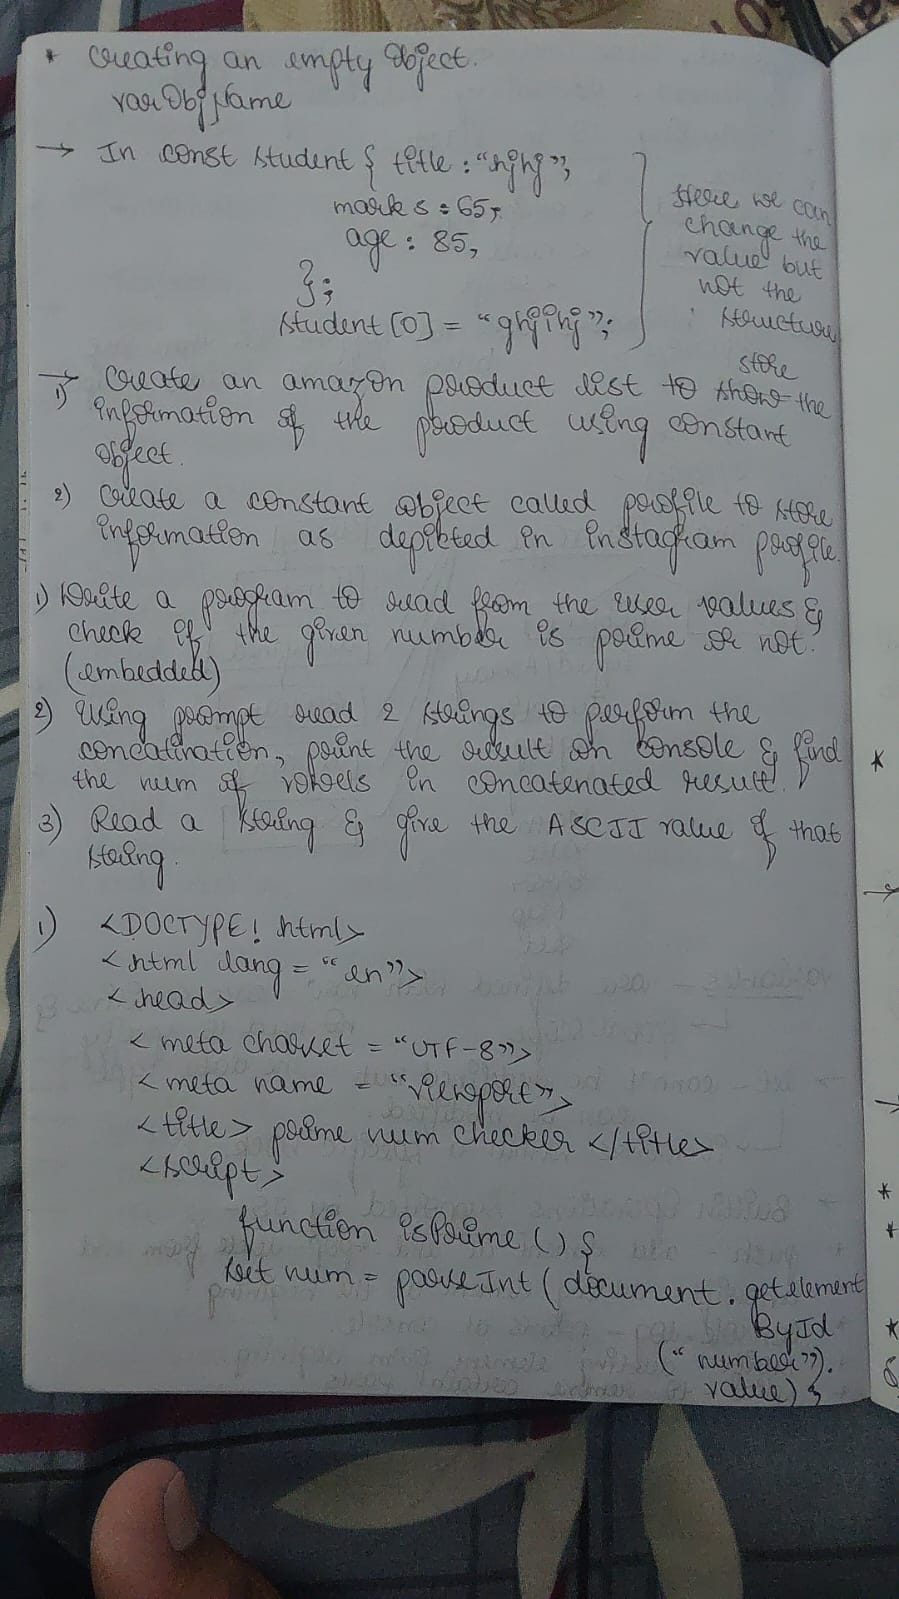 * Creating an empty Object.
var Obj Name
→ In const student { title : "hjhj",
marks : 65,
age : 85,
};
student [0] = "ghjihj";
Here we can
change the
value but
not the
structure
store
→ 1) Create an amazon product list to show the
information of the product using constant
object.
2) Create a constant object called profile to store
information as depicted in instagram profile.
1) Write a program to read from the user values &
check if the given number is prime or not.
(embedded)
2) Using prompt read 2 strings to perform the
concatination, print the result on console & find
the num of vowels in concatenated result.
3) Read a string & give the ASCII value of that
string.
1) <DOCTYPE! html>
<html lang = "en">
<head>
<meta charset = "UTF-8">
<meta name = "viewport">
<title> prime num checker </title>
<script>
function isPrime () {
let num = parseInt ( document . getelement
ById
(" number").
value) ;